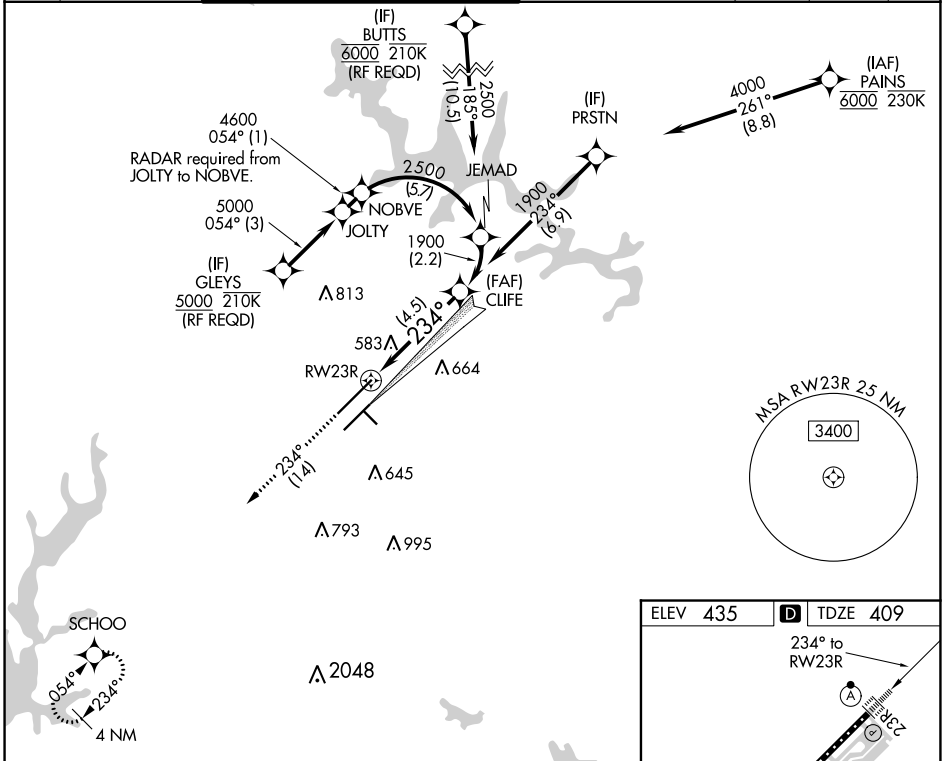 (IF)
BUTTS
6000 210K
(RF REQD)
2500
185°
(10.5)
(IAF)
PAINS
6000 230K
4000
261°
(8.8)
(IF)
PRSTN
4600
054° (1)
RADAR required from
JOLTY to NOBVE.
2500
(5.7)
JEMAD
1900
234°
(6.9)
NOBVE
JOLTY
5000
054° (3)
1900
(2.2)
(IF)
GLEYS
5000 210K
(RF REQD)
(FAF)
CLIFE
813
(4.5)
234°
583
664
RW23R
234°
(14)
645
793
995
2048
MSA RW23R 25 NM
3400
SCHOO
054°
234°
4 NM
ELEV 435 D TDZE 409
234° to
RW23R
A
23R
P